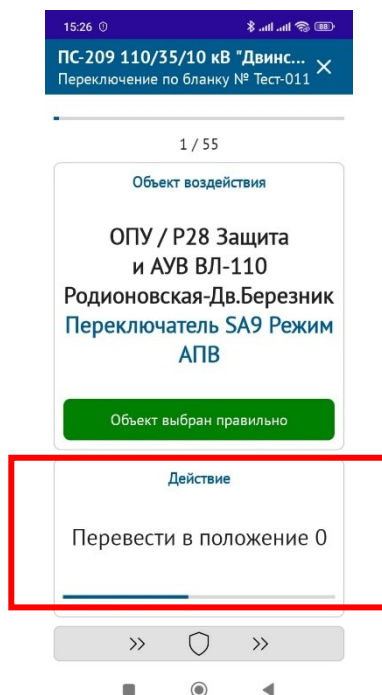 15:26 88
ПС-209 110/35/10 кВ "Двинс...
Переключение по бланку № Тест-011
1 / 55
Объект воздействия
ОПУ / Р28 Защита
и АУВ ВЛ-110
Родионовская-Дв.Березник
Переключатель SA9 Режим
АПВ
Объект выбран правильно
Действие
Перевести в положение 0